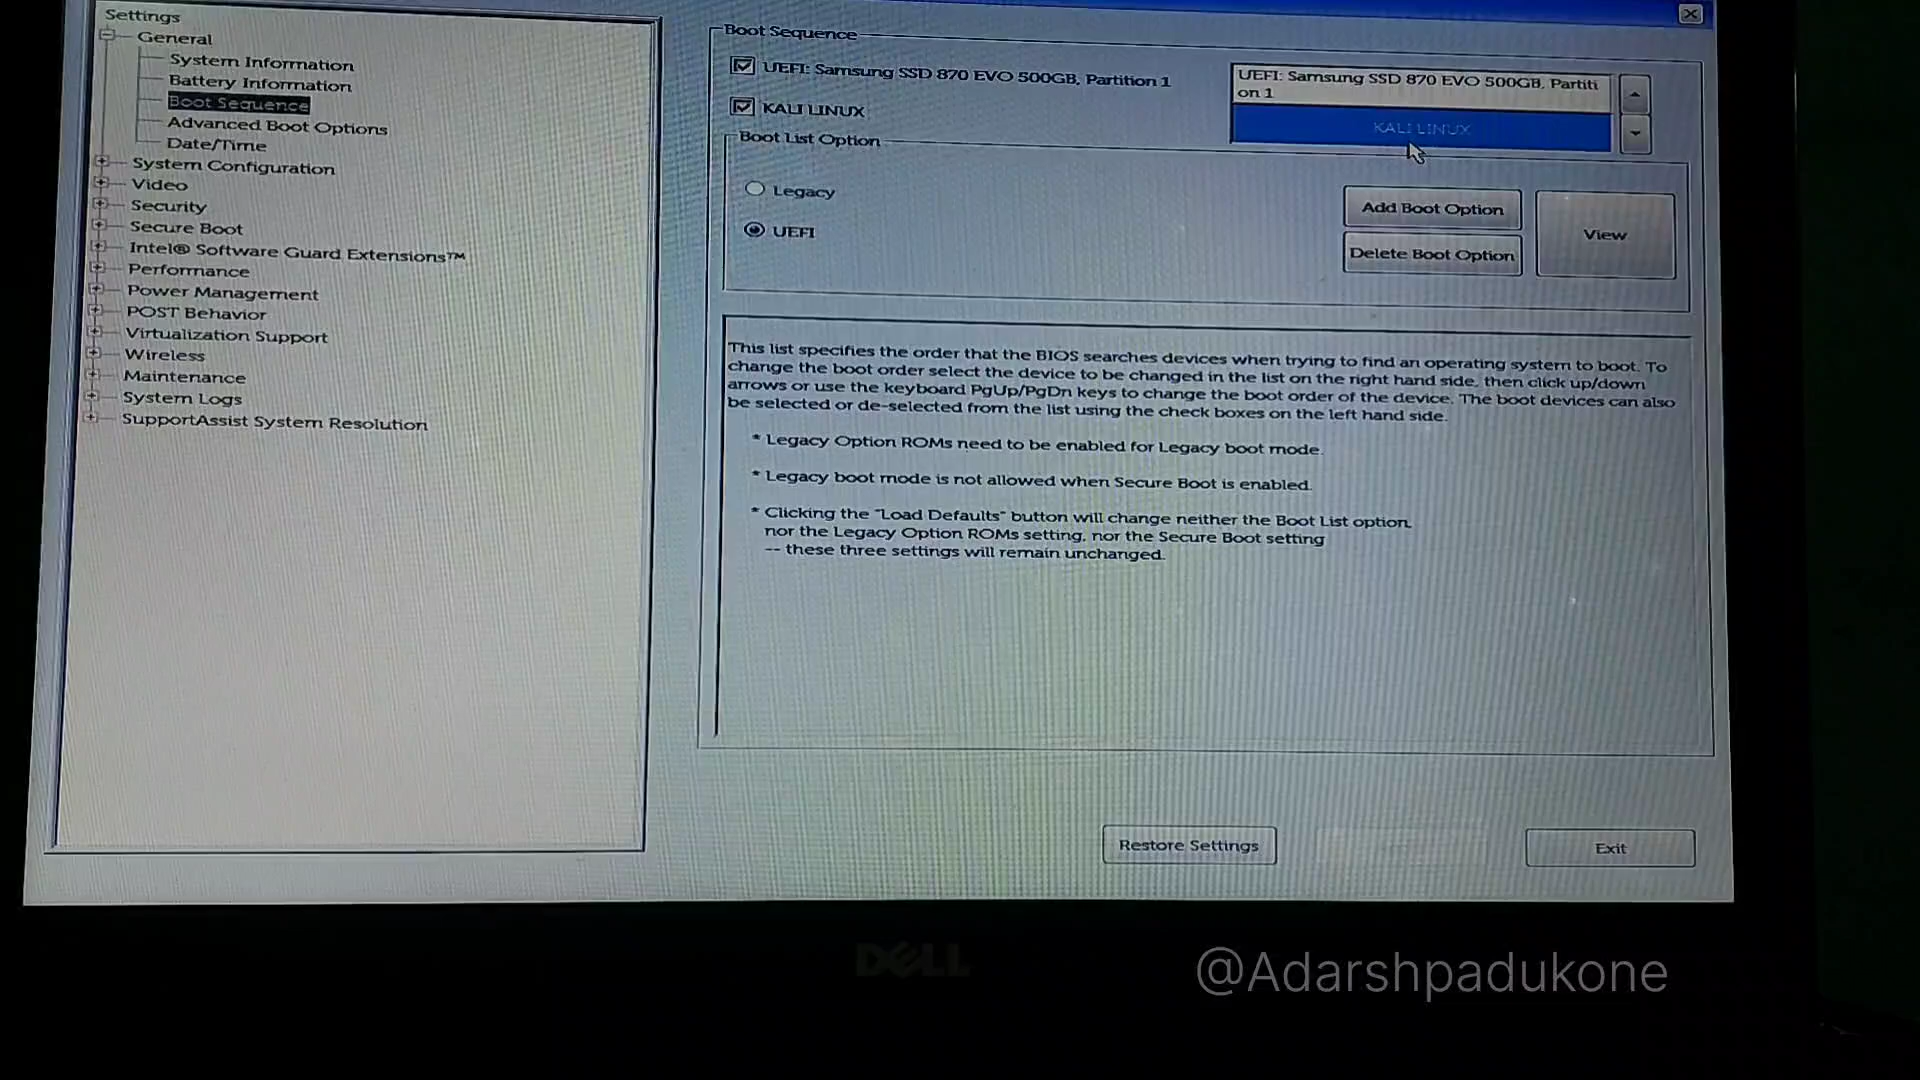 Settings
General
System Information
Battery Information
Boot Sequence
Advanced Boot Options
Date/Time
System Configuration
Video
Security
Secure Boot
Intel® Software Guard Extensions™
Performance
Power Management
POST Behavior
Virtualization Support
Wireless
Maintenance
System Logs
SupportAssist System Resolution
Boot Sequence
UEFI: Samsung SSD 870 EVO 500GB, Partition 1
KALI LINUX
UEFI: Samsung SSD 870 EVO 500GB, Partiti
on 1
KALI LINUX
Boot List Option
Legacy
UEFI
Add Boot Option
Delete Boot Option
View
This list specifies the order that the BIOS searches devices when trying to find an operating system to boot. To
change the boot order select the device to be changed in the list on the right hand side, then click up/down
arrows or use the keyboard PgUp/PgDn keys to change the boot order of the device. The boot devices can also
be selected or de-selected from the list using the check boxes on the left hand side.
* Legacy Option ROMs need to be enabled for Legacy boot mode.
* Legacy boot mode is not allowed when Secure Boot is enabled.
* Clicking the "Load Defaults" button will change neither the Boot List option,
nor the Legacy Option ROMs setting, nor the Secure Boot setting
-- these three settings will remain unchanged.
Restore Settings
Exit
DELL
@Adarshpadukone